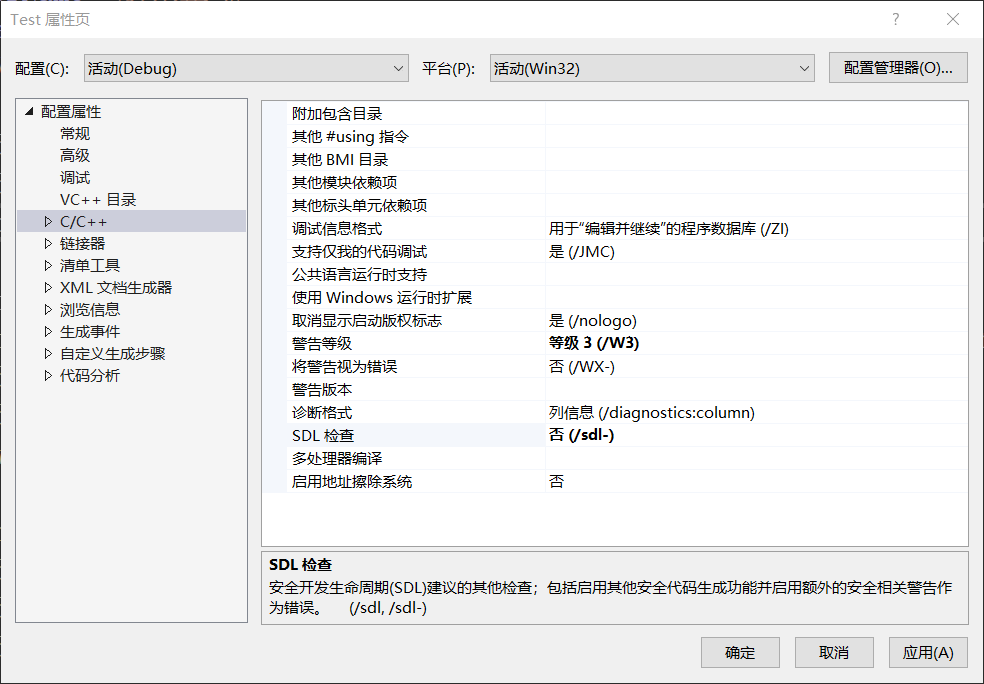 Test 属性页
配置(C): 活动(Debug) 平台(P): 活动(Win32) 配置管理器(O)...
配置属性
常规
高级
调试
VC++ 目录
C/C++
链接器
清单工具
XML 文档生成器
浏览信息
生成事件
自定义生成步骤
代码分析
附加包含目录
其他 #using 指令
其他 BMI 目录
其他模块依赖项
其他标头单元依赖项
调试信息格式 用于“编辑并继续”的程序数据库 (/ZI)
支持仅我的代码调试 是 (/JMC)
公共语言运行时支持
使用 Windows 运行时扩展
取消显示启动版权标志 是 (/nologo)
警告等级 等级 3 (/W3)
将警告视为错误 否 (/WX-)
警告版本
诊断格式 列信息 (/diagnostics:column)
SDL 检查 否 (/sdl-)
多处理器编译
启用地址擦除系统 否
SDL 检查
安全开发生命周期(SDL)建议的其他检查；包括启用其他安全代码生成功能并启用额外的安全相关警告作
为错误。 (/sdl, /sdl-)
确定 取消 应用(A)